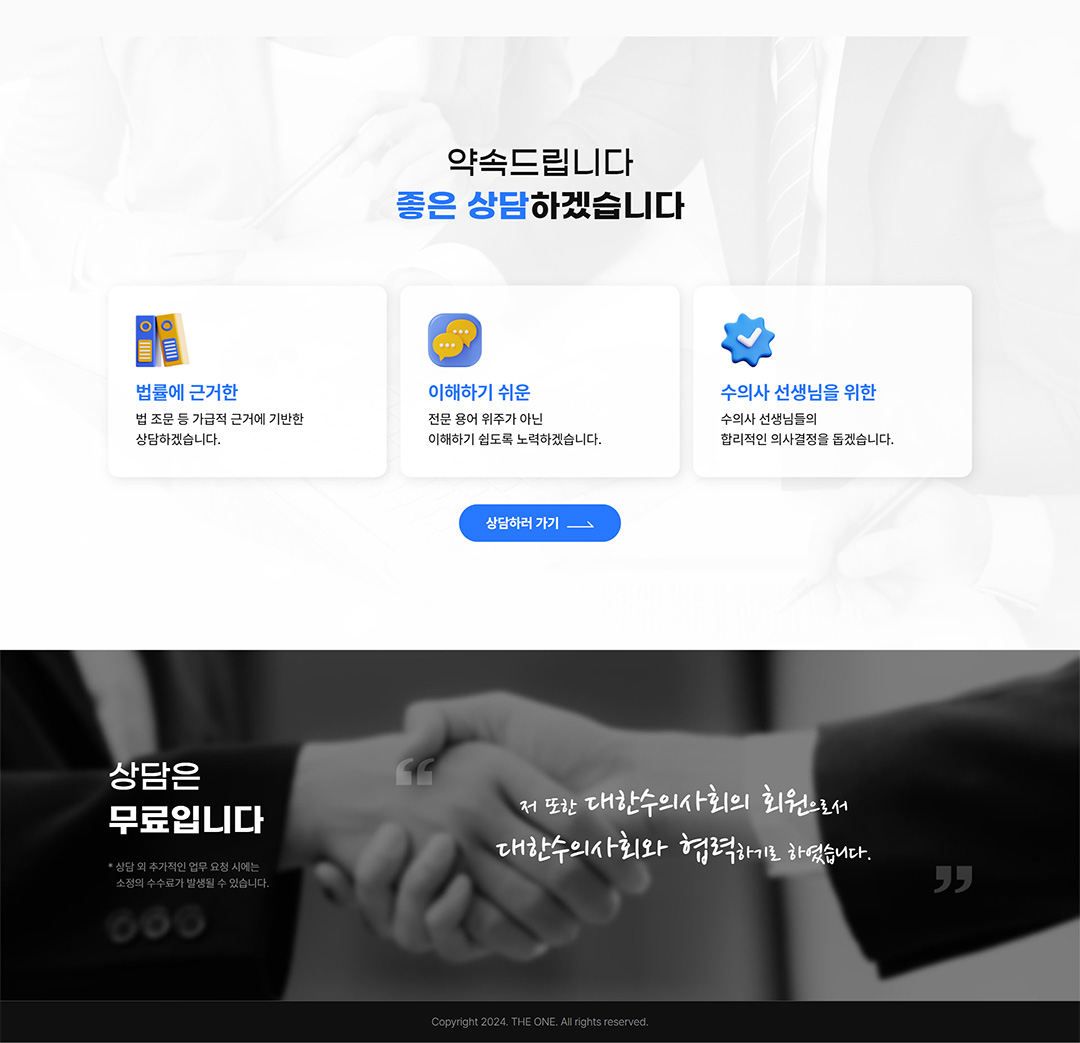 약속드립니다
좋은 상담하겠습니다
법률에 근거한
법 조문 등 가급적 근거에 기반한
상담하겠습니다.
이해하기 쉬운
전문 용어 위주가 아닌
이해하기 쉽도록 노력하겠습니다.
수의사 선생님을 위한
수의사 선생님들의
합리적인 의사결정을 돕겠습니다.
상담하러 가기
상담은
무료입니다
* 상담 외 추가적인 업무 요청 시에는
소정의 수수료가 발생될 수 있습니다.
“
저 또한 대한수의사회의 회원으로서
대한수의사회와 협력하기로 하였습니다.
”
Copyright 2024. THE ONE. All rights reserved.